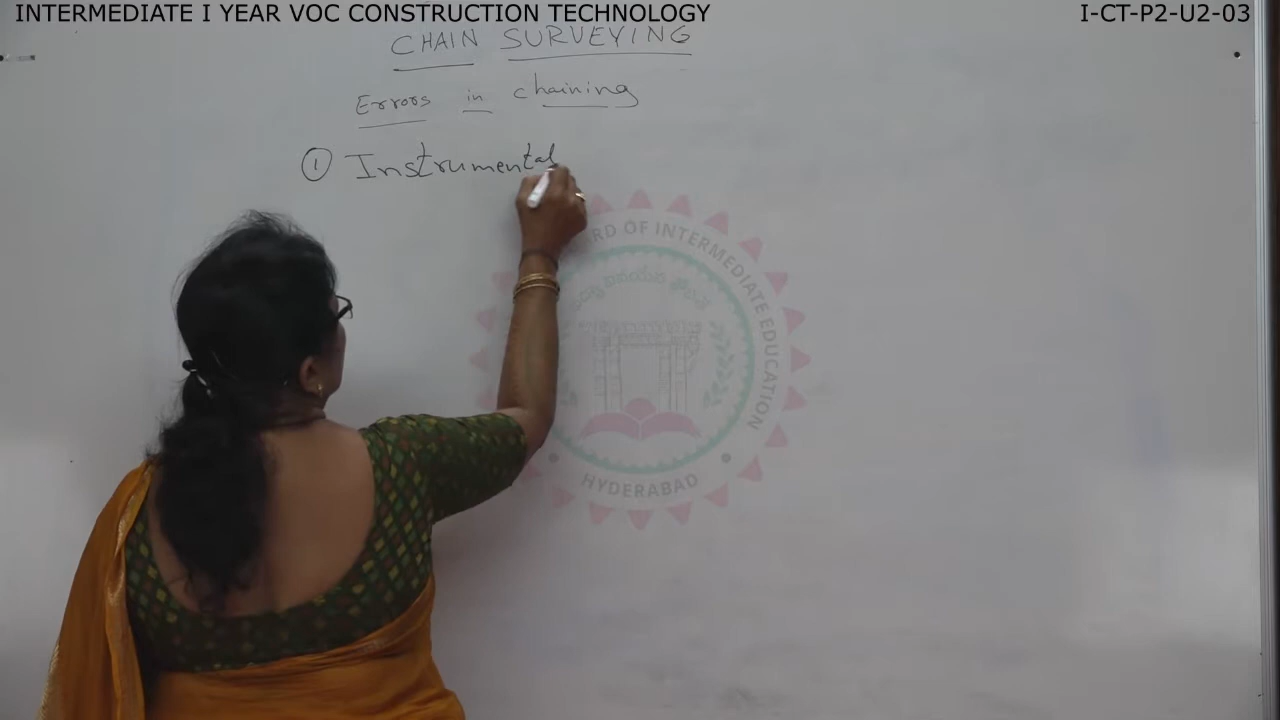 INTERMEDIATE I YEAR VOC CONSTRUCTION TECHNOLOGY
I-CT-P2-U2-03
CHAIN SURVEYING
Errors in chaining
① Instrumental
RD OF INTERMEDIATE EDUCATION
HYDERABAD